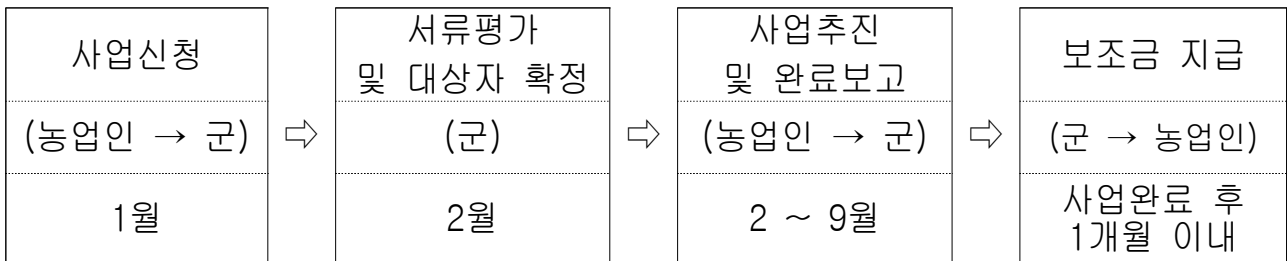 사업신청
(농업인 → 군)
1월
⇨
서류평가
및 대상자 확정
(군)
2월
⇨
사업추진
및 완료보고
(농업인 → 군)
2 ~ 9월
⇨
보조금 지급
(군 → 농업인)
사업완료 후
1개월 이내